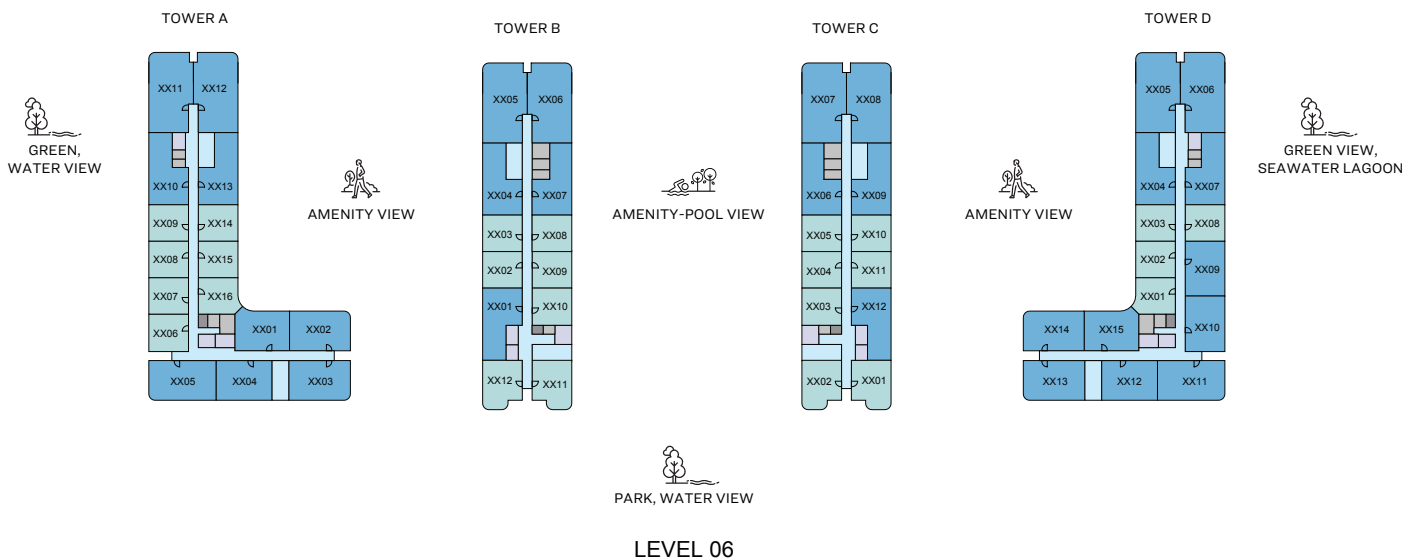 TOWER A
TOWER B
TOWER C
TOWER D
XX11 XX12
XX10 XX13
XX09 XX14
XX08 XX15
XX07 XX16
XX06
XX01 XX02
XX05 XX04 XX03
XX05 XX06
XX04 XX07
XX03 XX08
XX02 XX09
XX01 XX10
XX12 XX11
XX07 XX08
XX06 XX09
XX05 XX10
XX04 XX11
XX03 XX12
XX02 XX01
XX05 XX06
XX04 XX07
XX03 XX08
XX02 XX09
XX01
XX10
XX14 XX15
XX13 XX12 XX11
GREEN,
WATER VIEW
AMENITY VIEW
AMENITY-POOL VIEW
AMENITY VIEW
GREEN VIEW,
SEAWATER LAGOON
PARK, WATER VIEW
LEVEL 06